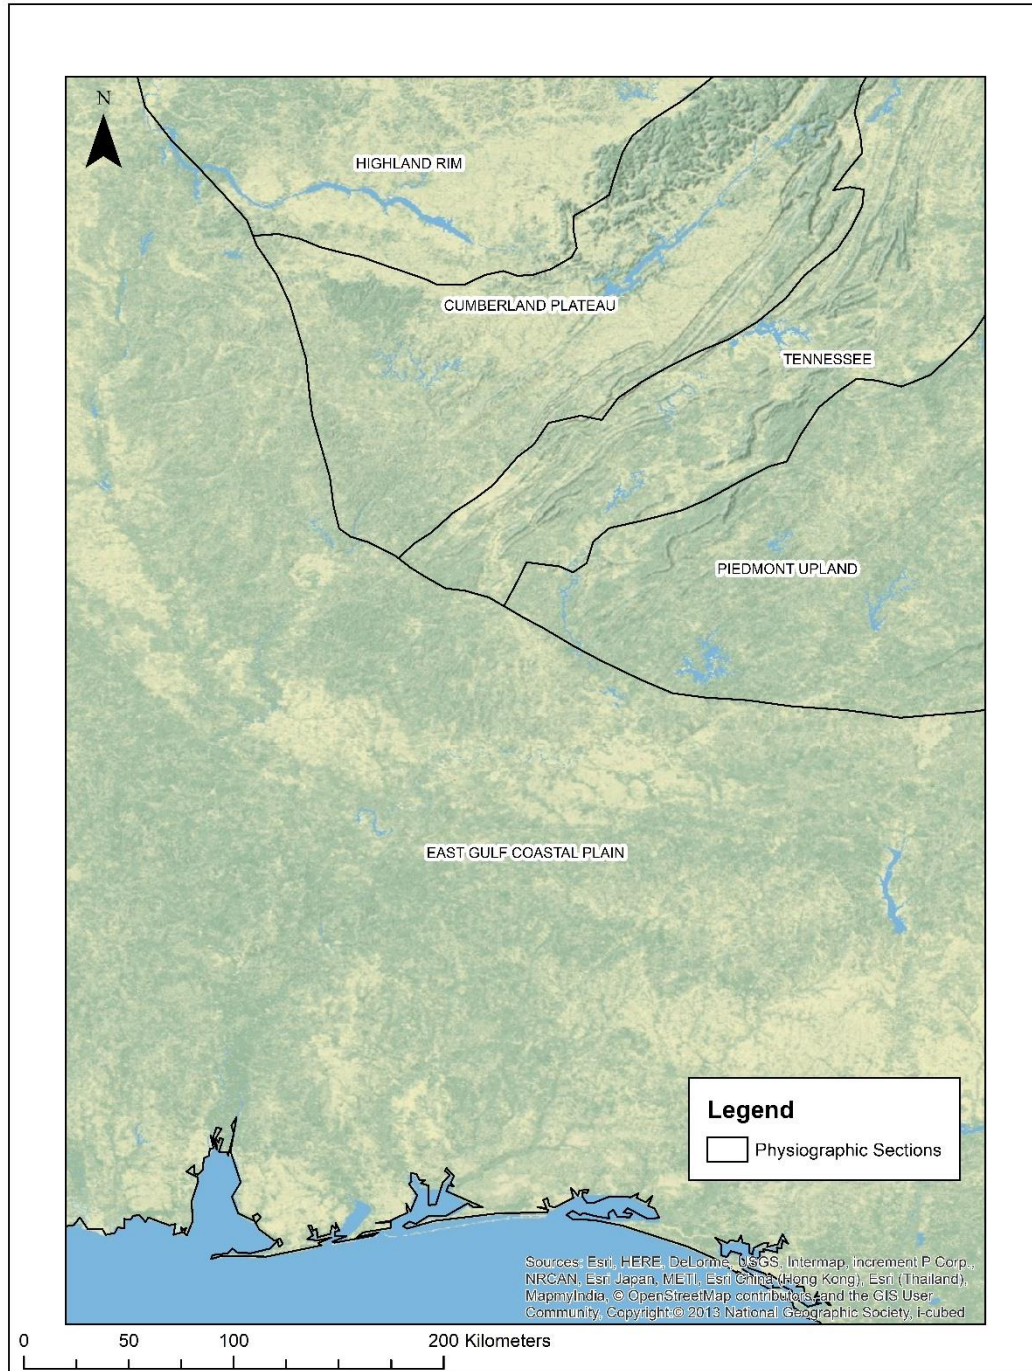 N
HIGHLAND RIM
CUMBERLAND PLATEAU
TENNESSEE
PIEDMONT UPLAND
EAST GULF COASTAL PLAIN
Legend
Physiographic Sections
Sources: Esri, HERE, DeLorme, USGS, Intermap, increment P Corp.,
NRCAN, Esri Japan, METI, Esri China (Hong Kong), Esri (Thailand),
MapmyIndia, © OpenStreetMap contributors, and the GIS User
Community, Copyright:© 2013 National Geographic Society, i-cubed
0 50 100 200 Kilometers